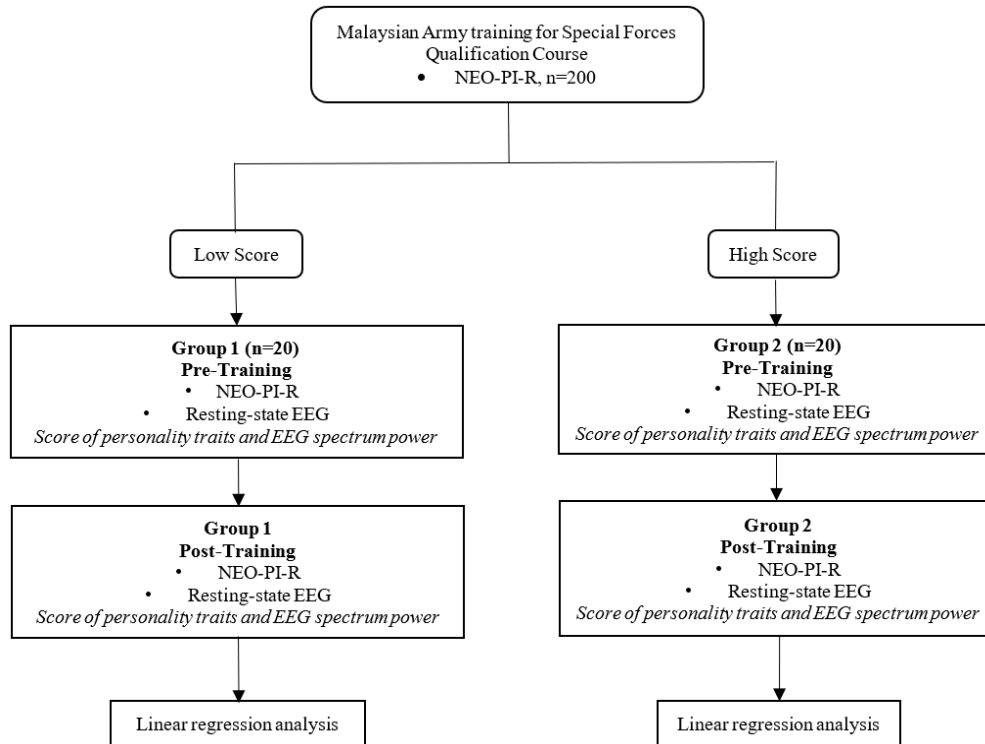 Malaysian Army training for Special Forces
Qualification Course
• NEO-PI-R, n=200
Low Score
High Score
Group 1 (n=20)
Pre-Training
• NEO-PI-R
• Resting-state EEG
Score of personality traits and EEG spectrum power
Group 2 (n=20)
Pre-Training
• NEO-PI-R
• Resting-state EEG
Score of personality traits and EEG spectrum power
Group 1
Post-Training
• NEO-PI-R
• Resting-state EEG
Score of personality traits and EEG spectrum power
Group 2
Post-Training
• NEO-PI-R
• Resting-state EEG
Score of personality traits and EEG spectrum power
Linear regression analysis
Linear regression analysis